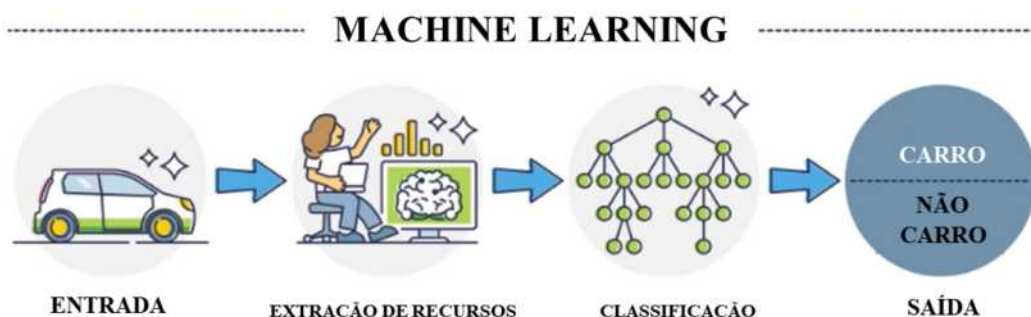 MACHINE LEARNING
CARRO
NÃO
CARRO
ENTRADA
EXTRAÇÃO DE RECURSOS
CLASSIFICAÇÃO
SAÍDA